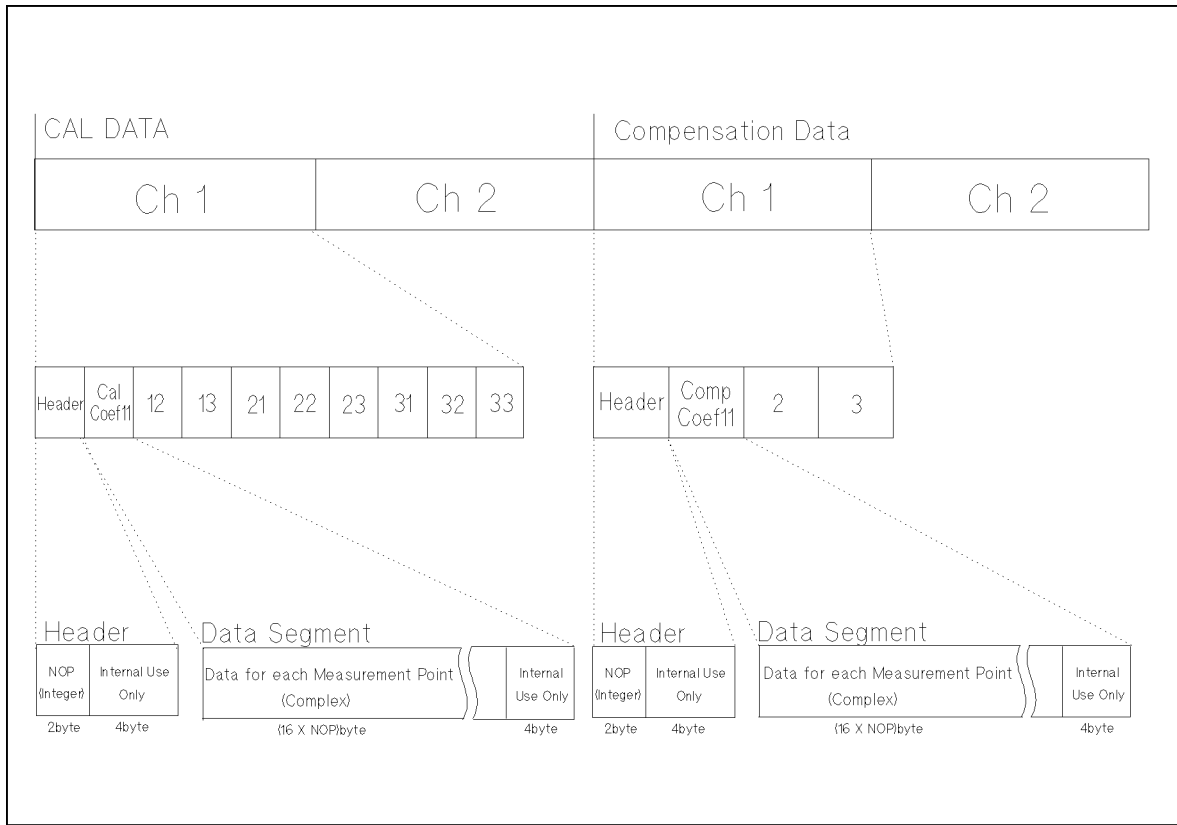 CAL DATA
Compensation Data
Ch 1
Ch 2
Ch 1
Ch 2
Header
Cal
Coef11
12
13
21
22
23
31
32
33
Header
Comp
Coef11
2
3
Header
Data Segment
Header
Data Segment
NOP
(Integer)
Internal Use
Only
Data for each Measurement Point
(Complex)
Internal
Use Only
NOP
(Integer)
Internal Use
Only
Data for each Measurement Point
(Complex)
Internal
Use Only
2byte
4byte
(16 X NOP)byte
4byte
2byte
4byte
(16 X NOP)byte
4byte